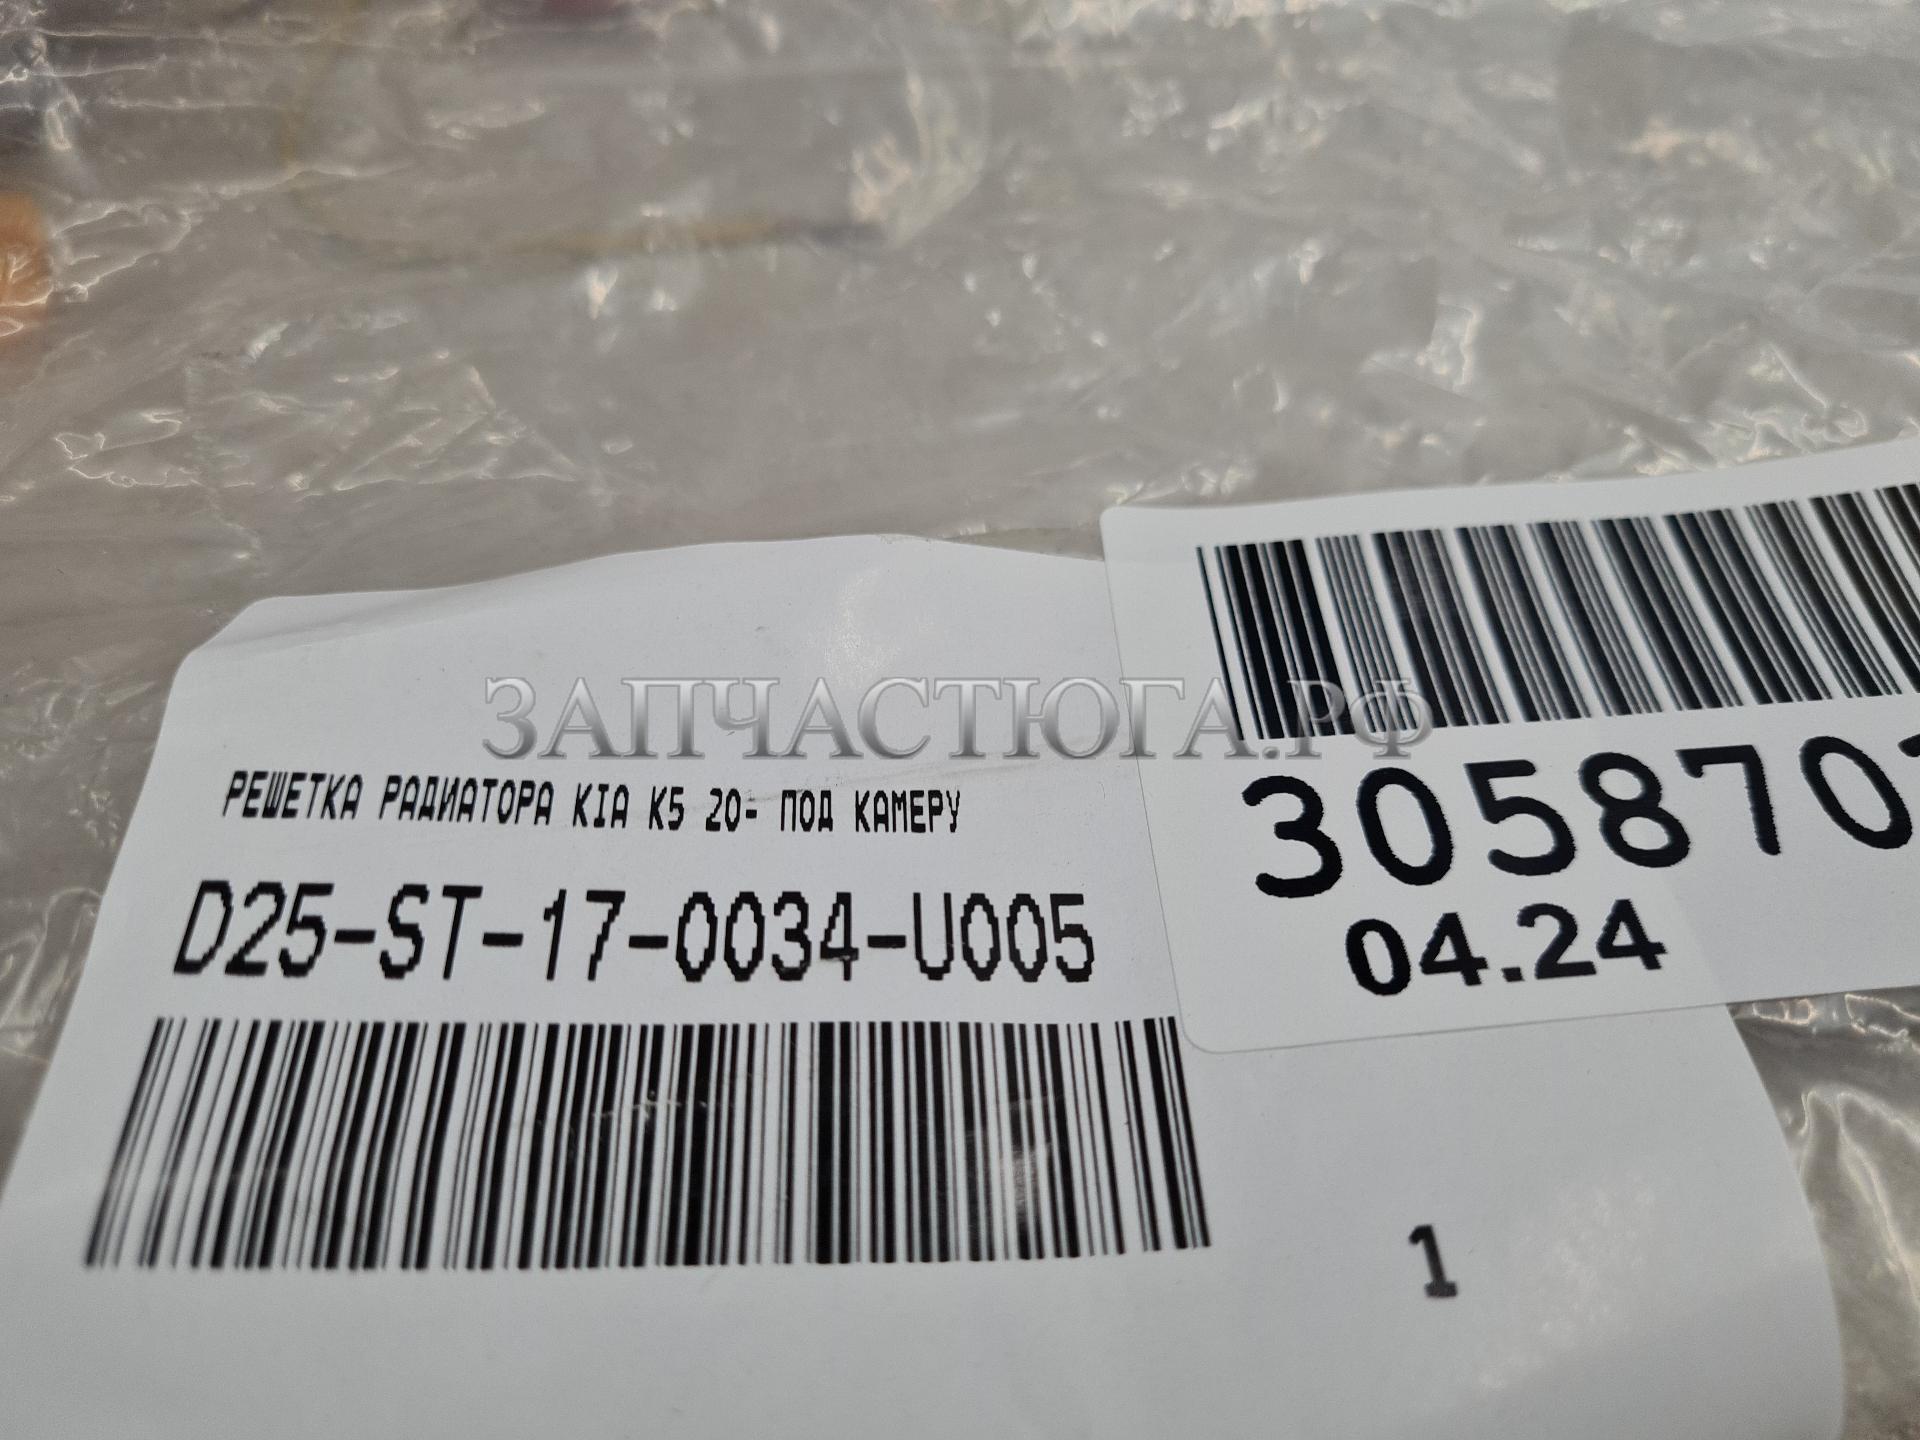 ЗАПЧАСТЮГА.РФ
РЕШЕТКА РАДИАТОРА KIA K5 20- ПОД КАМЕРУ
D25-ST-17-0034-U005
1
305870
04.24